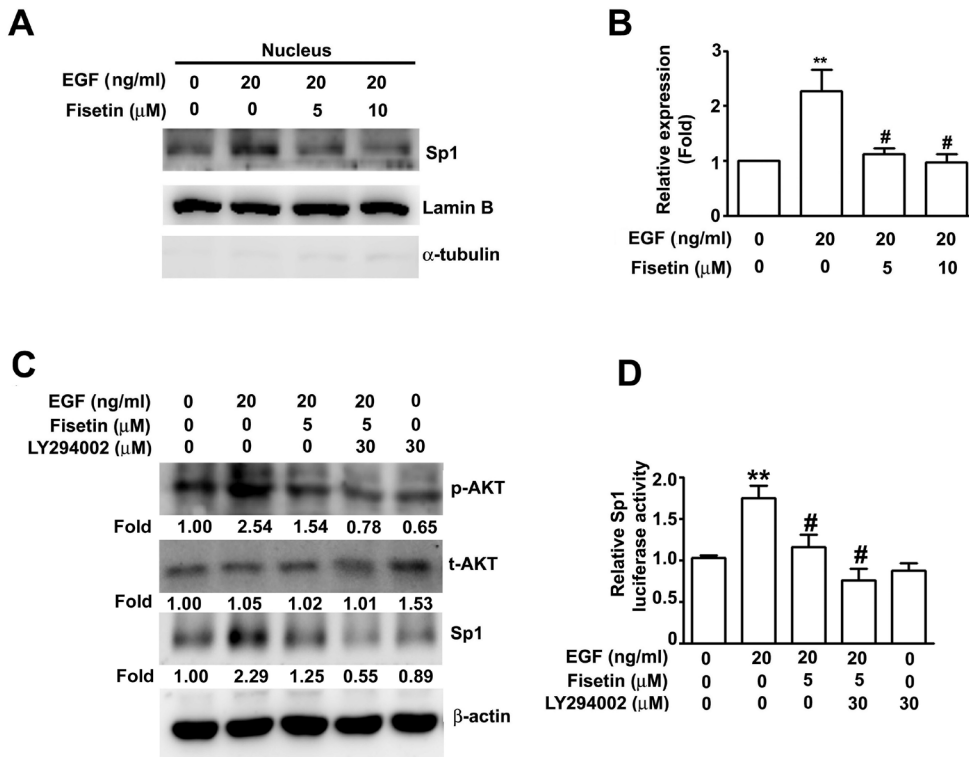 A
Nucleus
EGF (ng/ml) 0 20 20 20
Fisetin (μM) 0 0 5 10
Sp1
Lamin B
α-tubulin
B
Relative expression
(Fold)
3
2
1
0
**
#
#
EGF (ng/ml) 0 20 20 20
Fisetin (μM) 0 0 5 10
C
EGF (ng/ml) 0 20 20 20 0
Fisetin (μM) 0 0 5 5 0
LY294002 (μM) 0 0 0 30 30
p-AKT
Fold 1.00 2.54 1.54 0.78 0.65
t-AKT
Fold 1.00 1.05 1.02 1.01 1.53
Sp1
Fold 1.00 2.29 1.25 0.55 0.89
β-actin
D
Relative Sp1
luciferase activity
2.0
1.5
1.0
0.5
0
**
#
#
EGF (ng/ml) 0 20 20 20 0
Fisetin (μM) 0 0 5 5 0
LY294002 (μM) 0 0 0 30 30